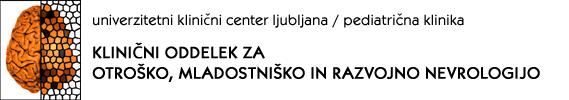 univerzitetni klinični center ljubljana / pediatrična klinika
KLINIČNI ODDELEK ZA
OTROŠKO, MLADOSTNIŠKO IN RAZVOJNO NEVROLOGIJO